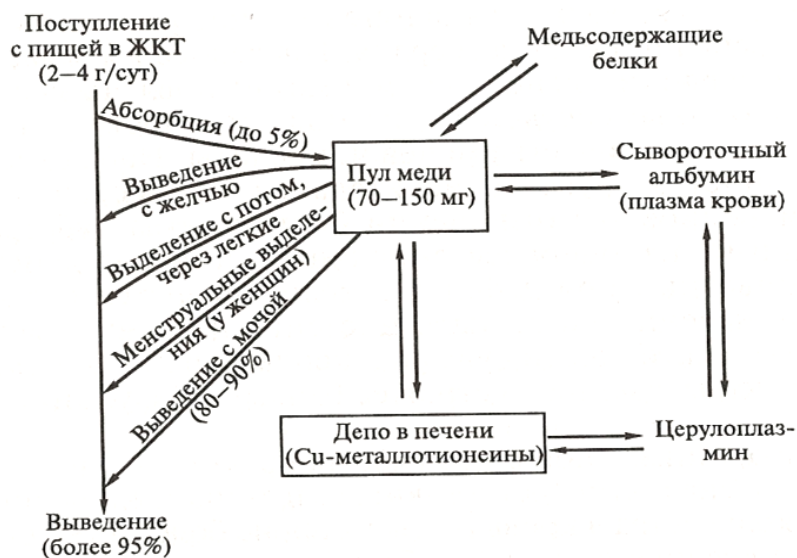 Поступление
с пищей в ЖКТ
(2—4 г/сут)
Абсорбция (до 5%)
Выведение
с желчью
Выделение с потом,
через легкие
Менструальные выделе-
ния (у женщин)
Выведение с мочой
(80—90%)
Выведение
(более 95%)
Пул меди
(70—150 мг)
Медьсодержащие
белки
Сывороточный
альбумин
(плазма крови)
Депо в печени
(Cu-металлотионеины)
Церулоплаз-
мин